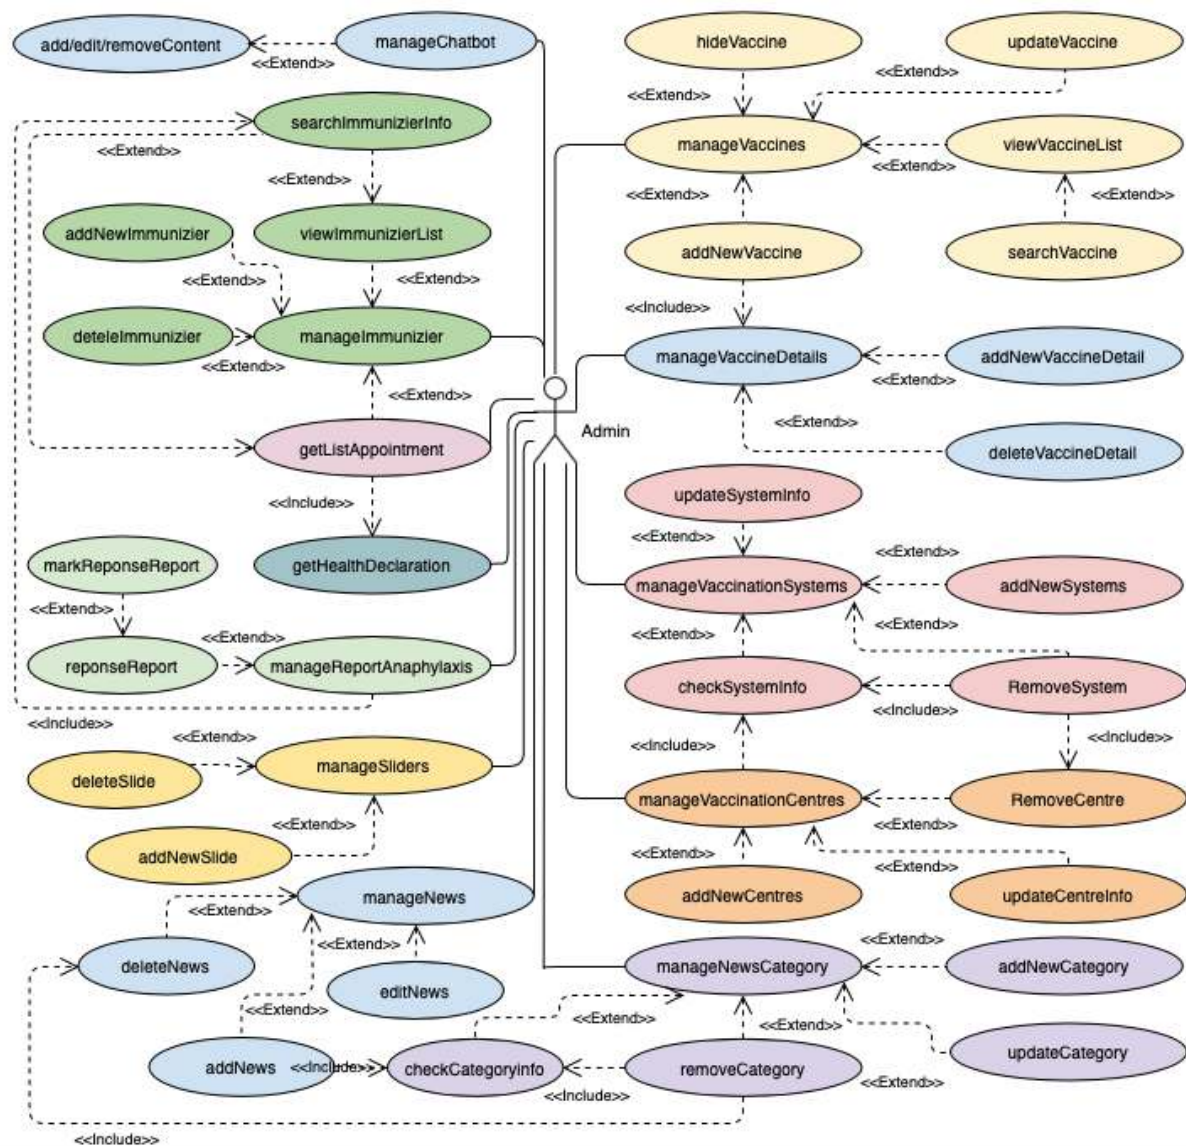 add/edit/removeContent
<<Extend>>
manageChatbot
hideVaccine
updateVaccine
<<Extend>>
<<Extend>>
searchImmunizierInfo
<<Extend>>
manageVaccines
<<Extend>>
viewVaccineList
<<Extend>>
<<Extend>>
<<Extend>>
addNewImmunizier
viewImmunizierList
addNewVaccine
searchVaccine
<<Extend>>
<<Extend>>
<<Include>>
deteleImmunizier
<<Extend>>
manageImmunizier
manageVaccineDetails
<<Extend>>
addNewVaccineDetail
<<Extend>>
Admin
<<Extend>>
getListAppointment
deleteVaccineDetail
<<Include>>
updateSystemInfo
<<Extend>>
markReponseReport
getHealthDeclaration
manageVaccinationSystems
<<Extend>>
addNewSystems
<<Extend>>
<<Extend>>
<<Extend>>
<<Extend>>
reponseReport
manageReportAnaphylaxis
checkSystemInfo
<<Include>>
RemoveSystem
<<Include>>
<<Include>>
<<Include>>
<<Extend>>
deleteSlide
manageSliders
manageVaccinationCentres
<<Extend>>
RemoveCentre
<<Extend>>
addNewSlide
<<Extend>>
<<Extend>>
manageNews
addNewCentres
updateCentreInfo
<<Extend>>
<<Extend>>
<<Extend>>
deleteNews
manageNewsCategory
addNewCategory
editNews
<<Extend>>
<<Extend>>
<<Extend>>
addNews
<<Include>>
checkCategoryInfo
<<Include>>
removeCategory
<<Extend>>
updateCategory
<<Include>>